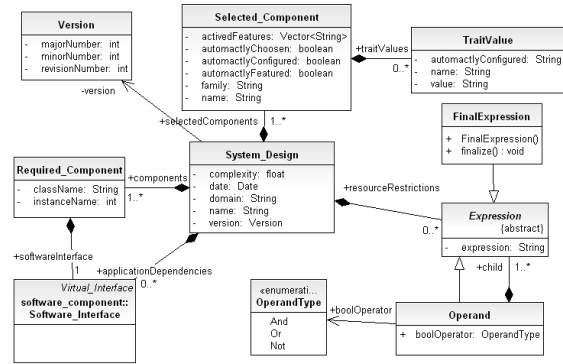 Selected_Component
- activedFeatures: Vector<String>
- automactlyChoosen: boolean
- automactlyConfigured: boolean
- automactlyFeatured: boolean
- family: String
- name: String
Version
- majorNumber: int
- minorNumber: int
- revisionNumber: int
+traitValues
0..*
TraitValue
- automactlyConfigured: String
- name: String
- value: String
-version
+selectedComponents
1..*
FinalExpression
+ FinalExpression()
+ finalize() : void
System_Design
- complexity: float
- date: Date
- domain: String
- name: String
- version: Version
Required_Component
- className: String
- instanceName: int
+components
1..*
+resourceRestrictions
0..*
Expression
{abstract}
- expression: String
+softwareInterface
1
+applicationDependencies
0..*
+child
1..*
Virtual_Interface
software_component::
Software_Interface
«enumerati...
OperandType
And
Or
Not
+boolOperator
Operand
+ boolOperator: OperandType